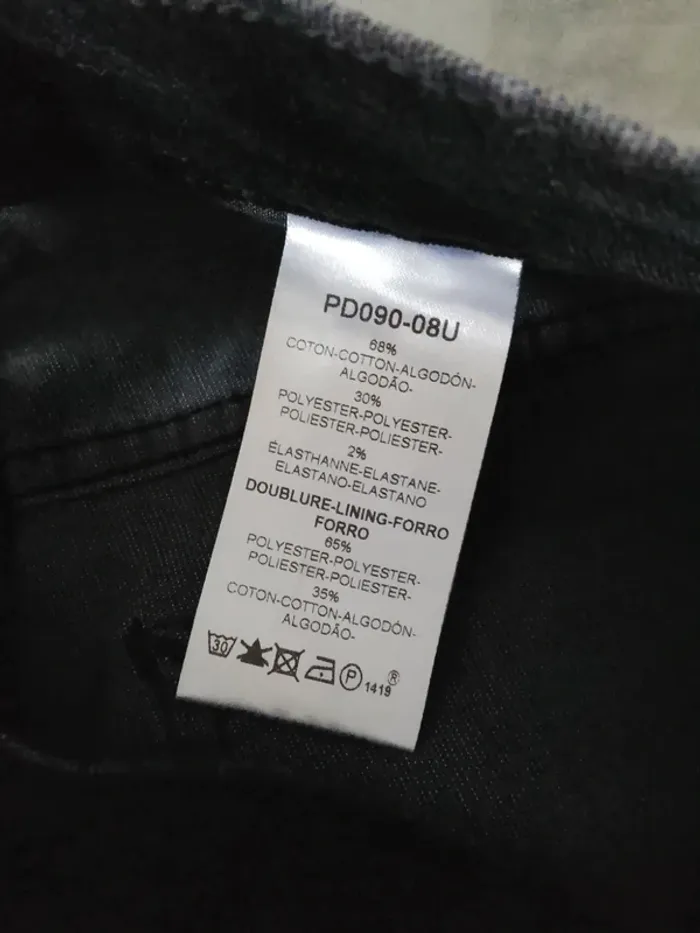 PD090-08U
68%
COTON-COTTON-ALGODÓN-
ALGODÃO-
30%
POLYESTER-POLYESTER-
POLIESTER-POLIESTER-
2%
ÉLASTHANNE-ELASTANE-
ELASTANO-ELASTANO
DOUBLURE-LINING-FORRO
FORRO
65%
POLYESTER-POLYESTER-
POLIESTER-POLIESTER-
35%
COTON-COTTON-ALGODÓN-
ALGODÃO-
30 P 1419 ®